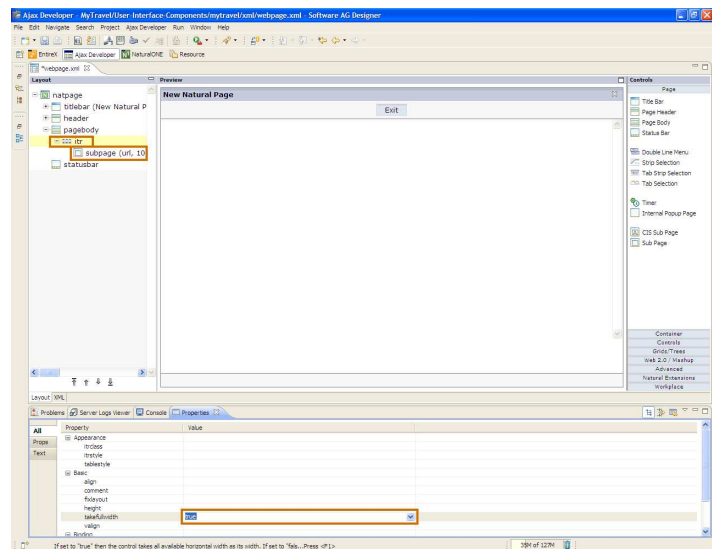 Ajax Developer - MyTravel/User-Interface-Components/mytravel/xml/webpage.xml - Software AG Designer
File Edit Navigate Search Project Ajax Developer Run Window Help
EntireX Ajax Developer NaturalONE Resource
*webpage.xml
Layout
Preview
Controls
natpage
titlebar (New Natural P
header
pagebody
itr
subpage (url, 10
statusbar
New Natural Page
Exit
Page
Title Bar
Page Header
Page Body
Status Bar
Double Line Menu
Strip Selection
Tab Strip Selection
Tab Selection
Timer
Internal Popup Page
CIS Sub Page
Sub Page
Container
Controls
Grids/Trees
Web 2.0 / Mashup
Advanced
Natural Extensions
Workplace
Layout XML
Problems Server Logs Viewer Console Properties
All
Props
Text
Property Value
Appearance
itrclass
itrstyle
tablestyle
Basic
align
comment
fixlayout
height
takefullwidth true
valign
Binding
If set to "true" then the control takes all available horizontal width as its width. If set to "fals...Press <F1>
35M of 127M